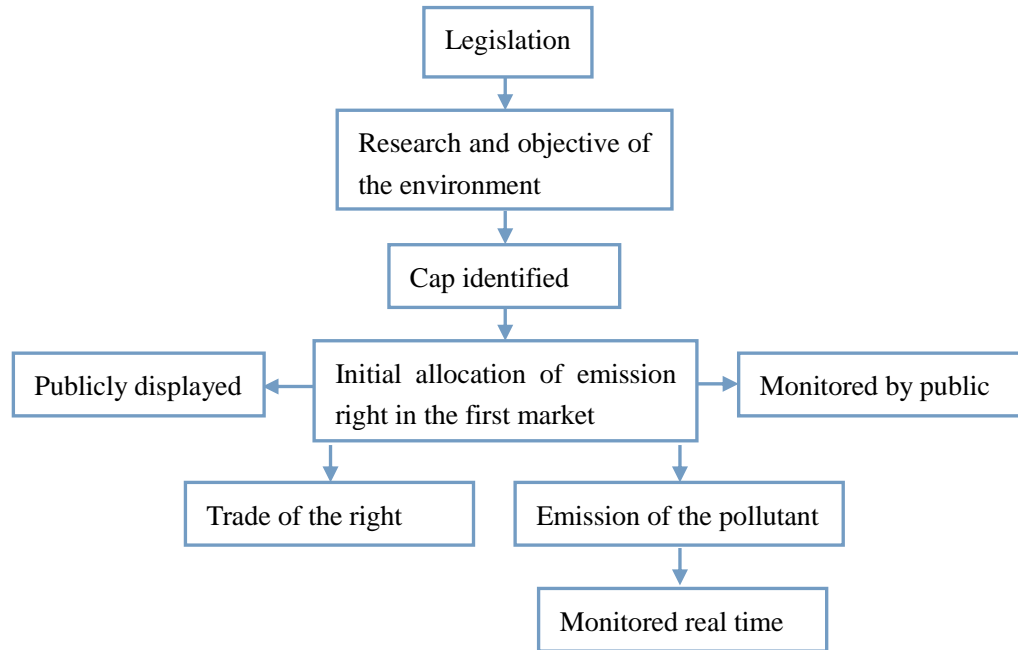 Legislation
Research and objective of
the environment
Cap identified
Publicly displayed
Initial allocation of emission
right in the first market
Monitored by public
Trade of the right
Emission of the pollutant
Monitored real time